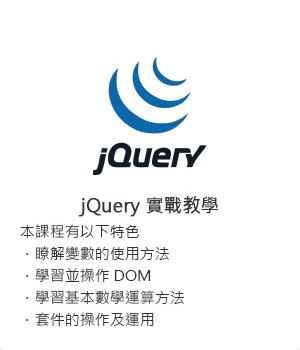 jQuery
jQuery 實戰教學
本課程有以下特色
．瞭解變數的使用方法
．學習並操作 DOM
．學習基本數學運算方法
．套件的操作及運用